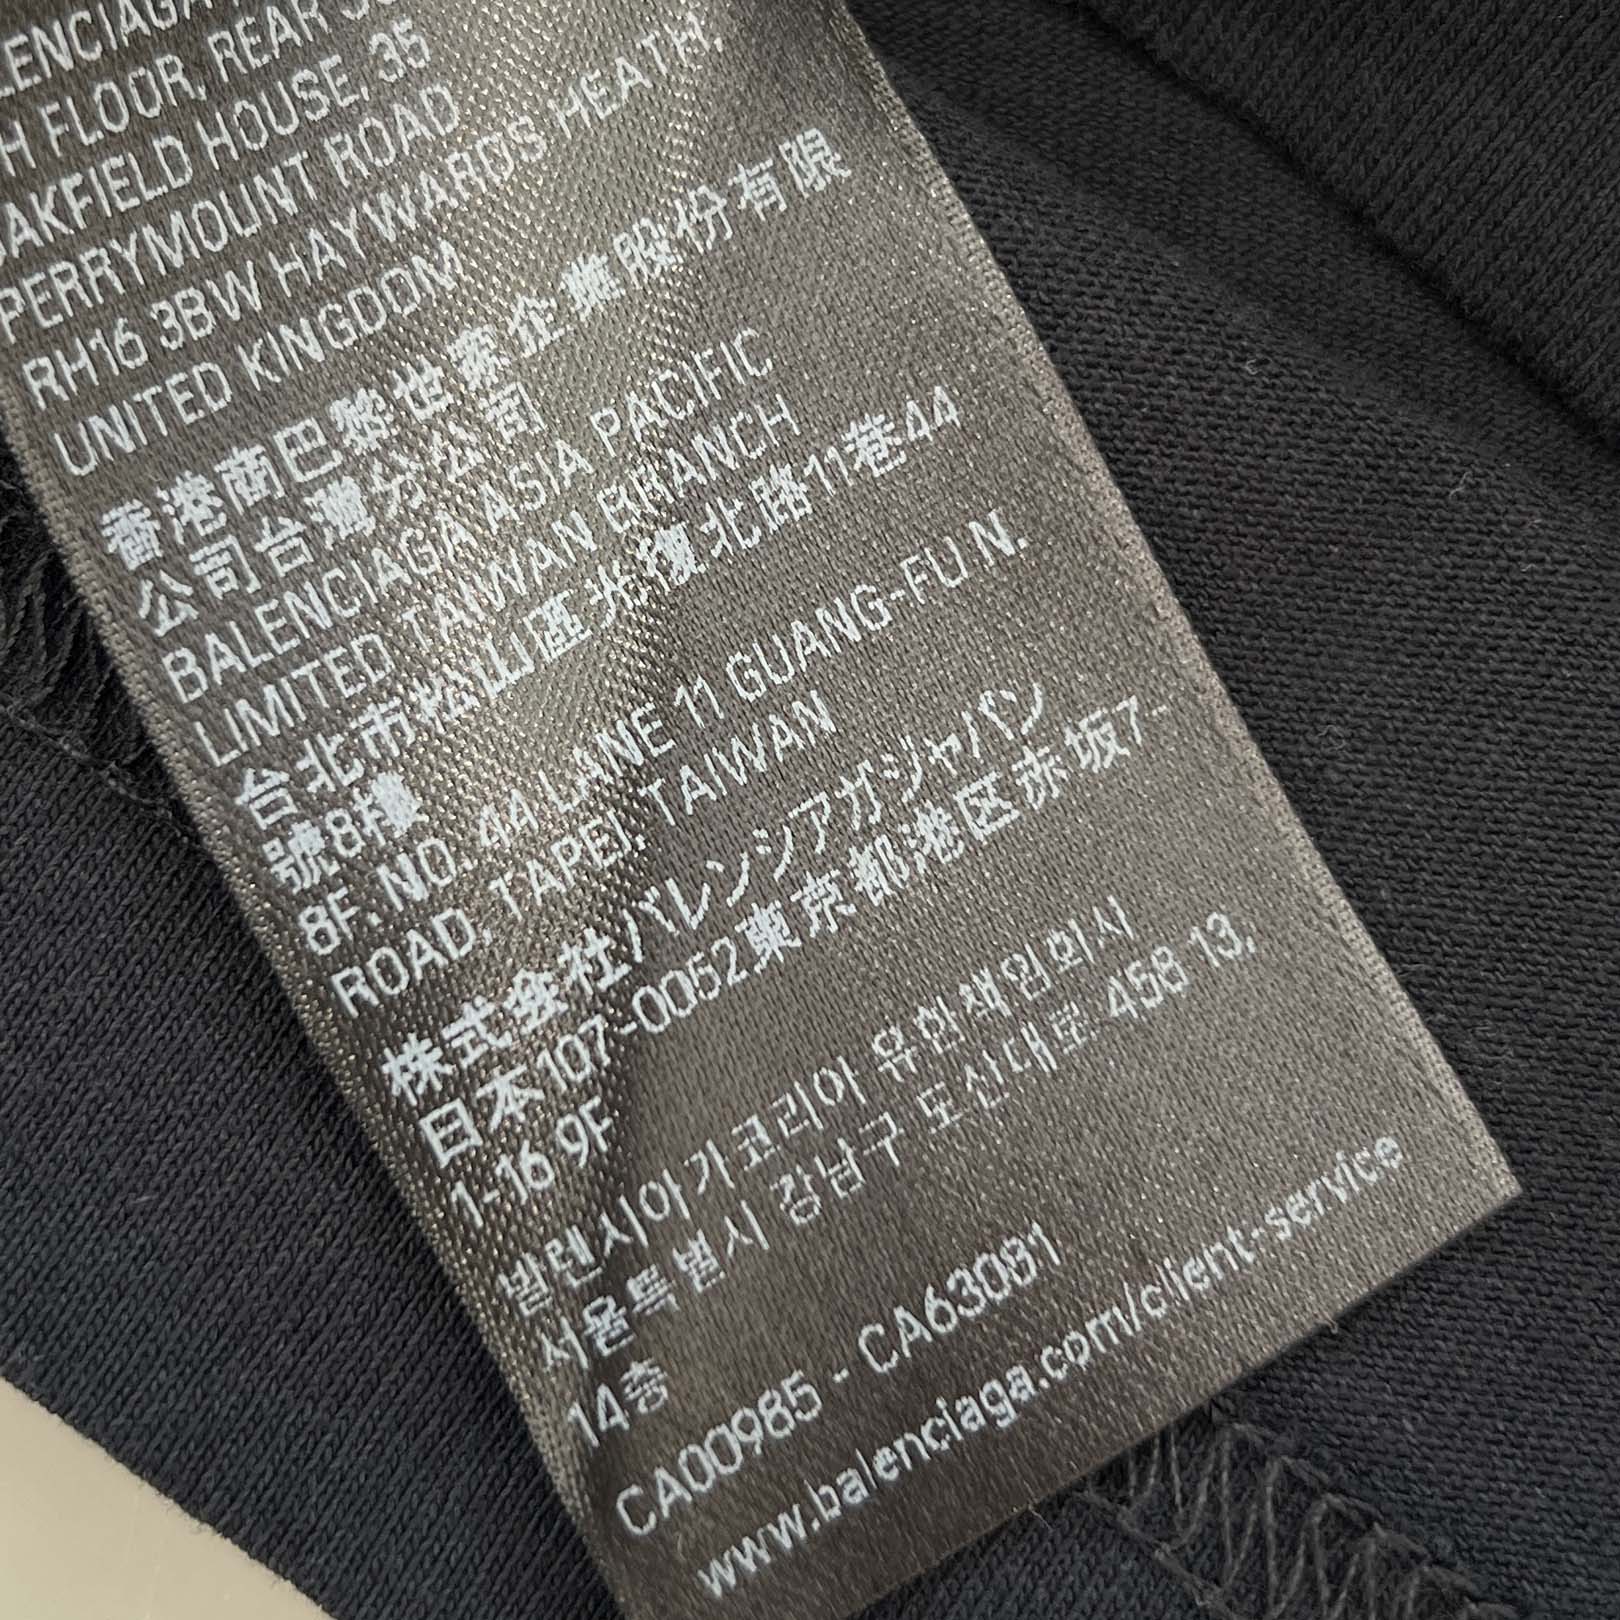 FLOOR, REAR
HOUSE 35
PERRYMOUNT ROAD
RH16 3BW HAYWARDS HEATH,
UNITED KINGDOM
香港商巴黎世家企業股份有限
公司台灣分公司
BALENCIAGA ASIA PACIFIC
LIMITED TAIWAN BRANCH
台北市松山區光復北路11巷44
號8樓
8F. NO. 44 LANE 11 GUANG-FU N.
ROAD, TAPEI, TAIWAN
株式会社バレンシアガジャパン
日本107-0052東京都港区赤坂7-
1-16 9F
발렌시아가코리아 유한책임회사
서울특별시 강남구 도산대로 458 13,
14층
CA00985 - CA63081
www.balenciaga.com/client-service